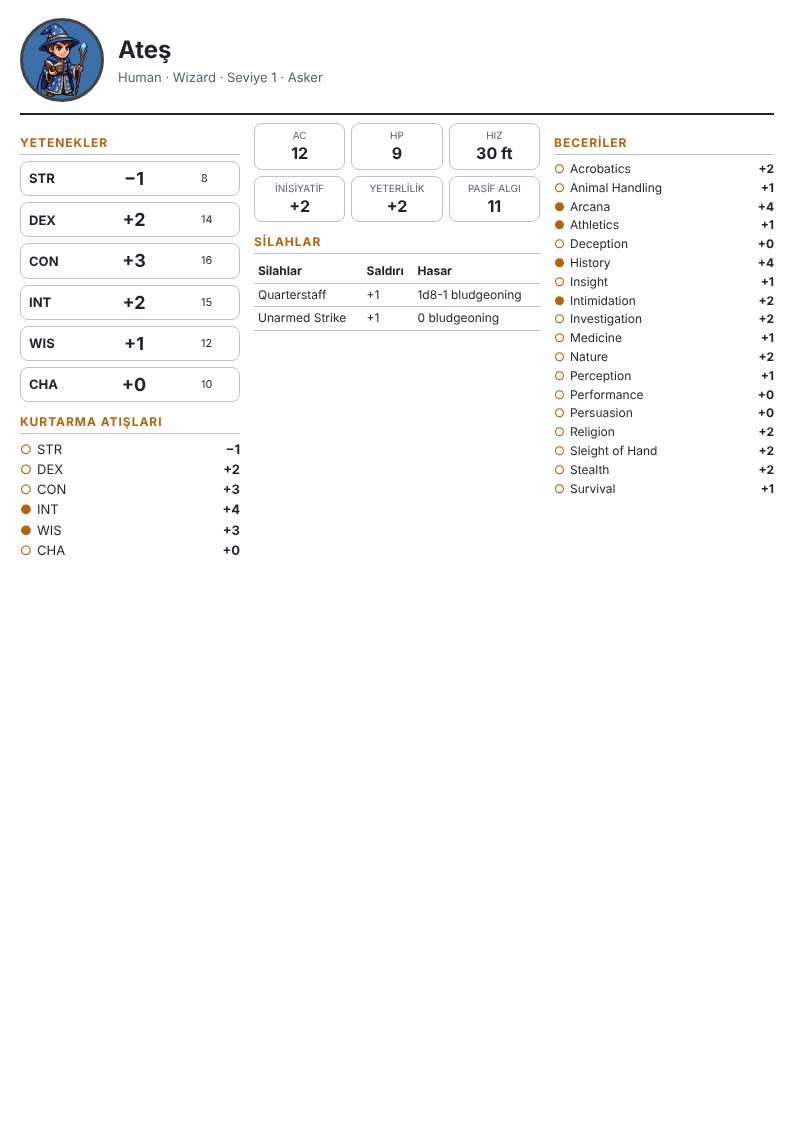 Ateş
Human · Wizard · Seviye 1 · Asker
YETENEKLER
STR −1 8
DEX +2 14
CON +3 16
INT +2 15
WIS +1 12
CHA +0 10
KURTARMA ATIŞLARI
STR −1
DEX +2
CON +3
INT +4
WIS +3
CHA +0
AC
12
HP
9
HIZ
30 ft
İNİSİYATİF
+2
YETERLİLİK
+2
PASİF ALGI
11
SİLAHLAR
Silahlar Saldırı Hasar
Quarterstaff +1 1d8-1 bludgeoning
Unarmed Strike +1 0 bludgeoning
BECERİLER
Acrobatics +2
Animal Handling +1
Arcana +4
Athletics +1
Deception +0
History +4
Insight +1
Intimidation +2
Investigation +2
Medicine +1
Nature +2
Perception +1
Performance +0
Persuasion +0
Religion +2
Sleight of Hand +2
Stealth +2
Survival +1